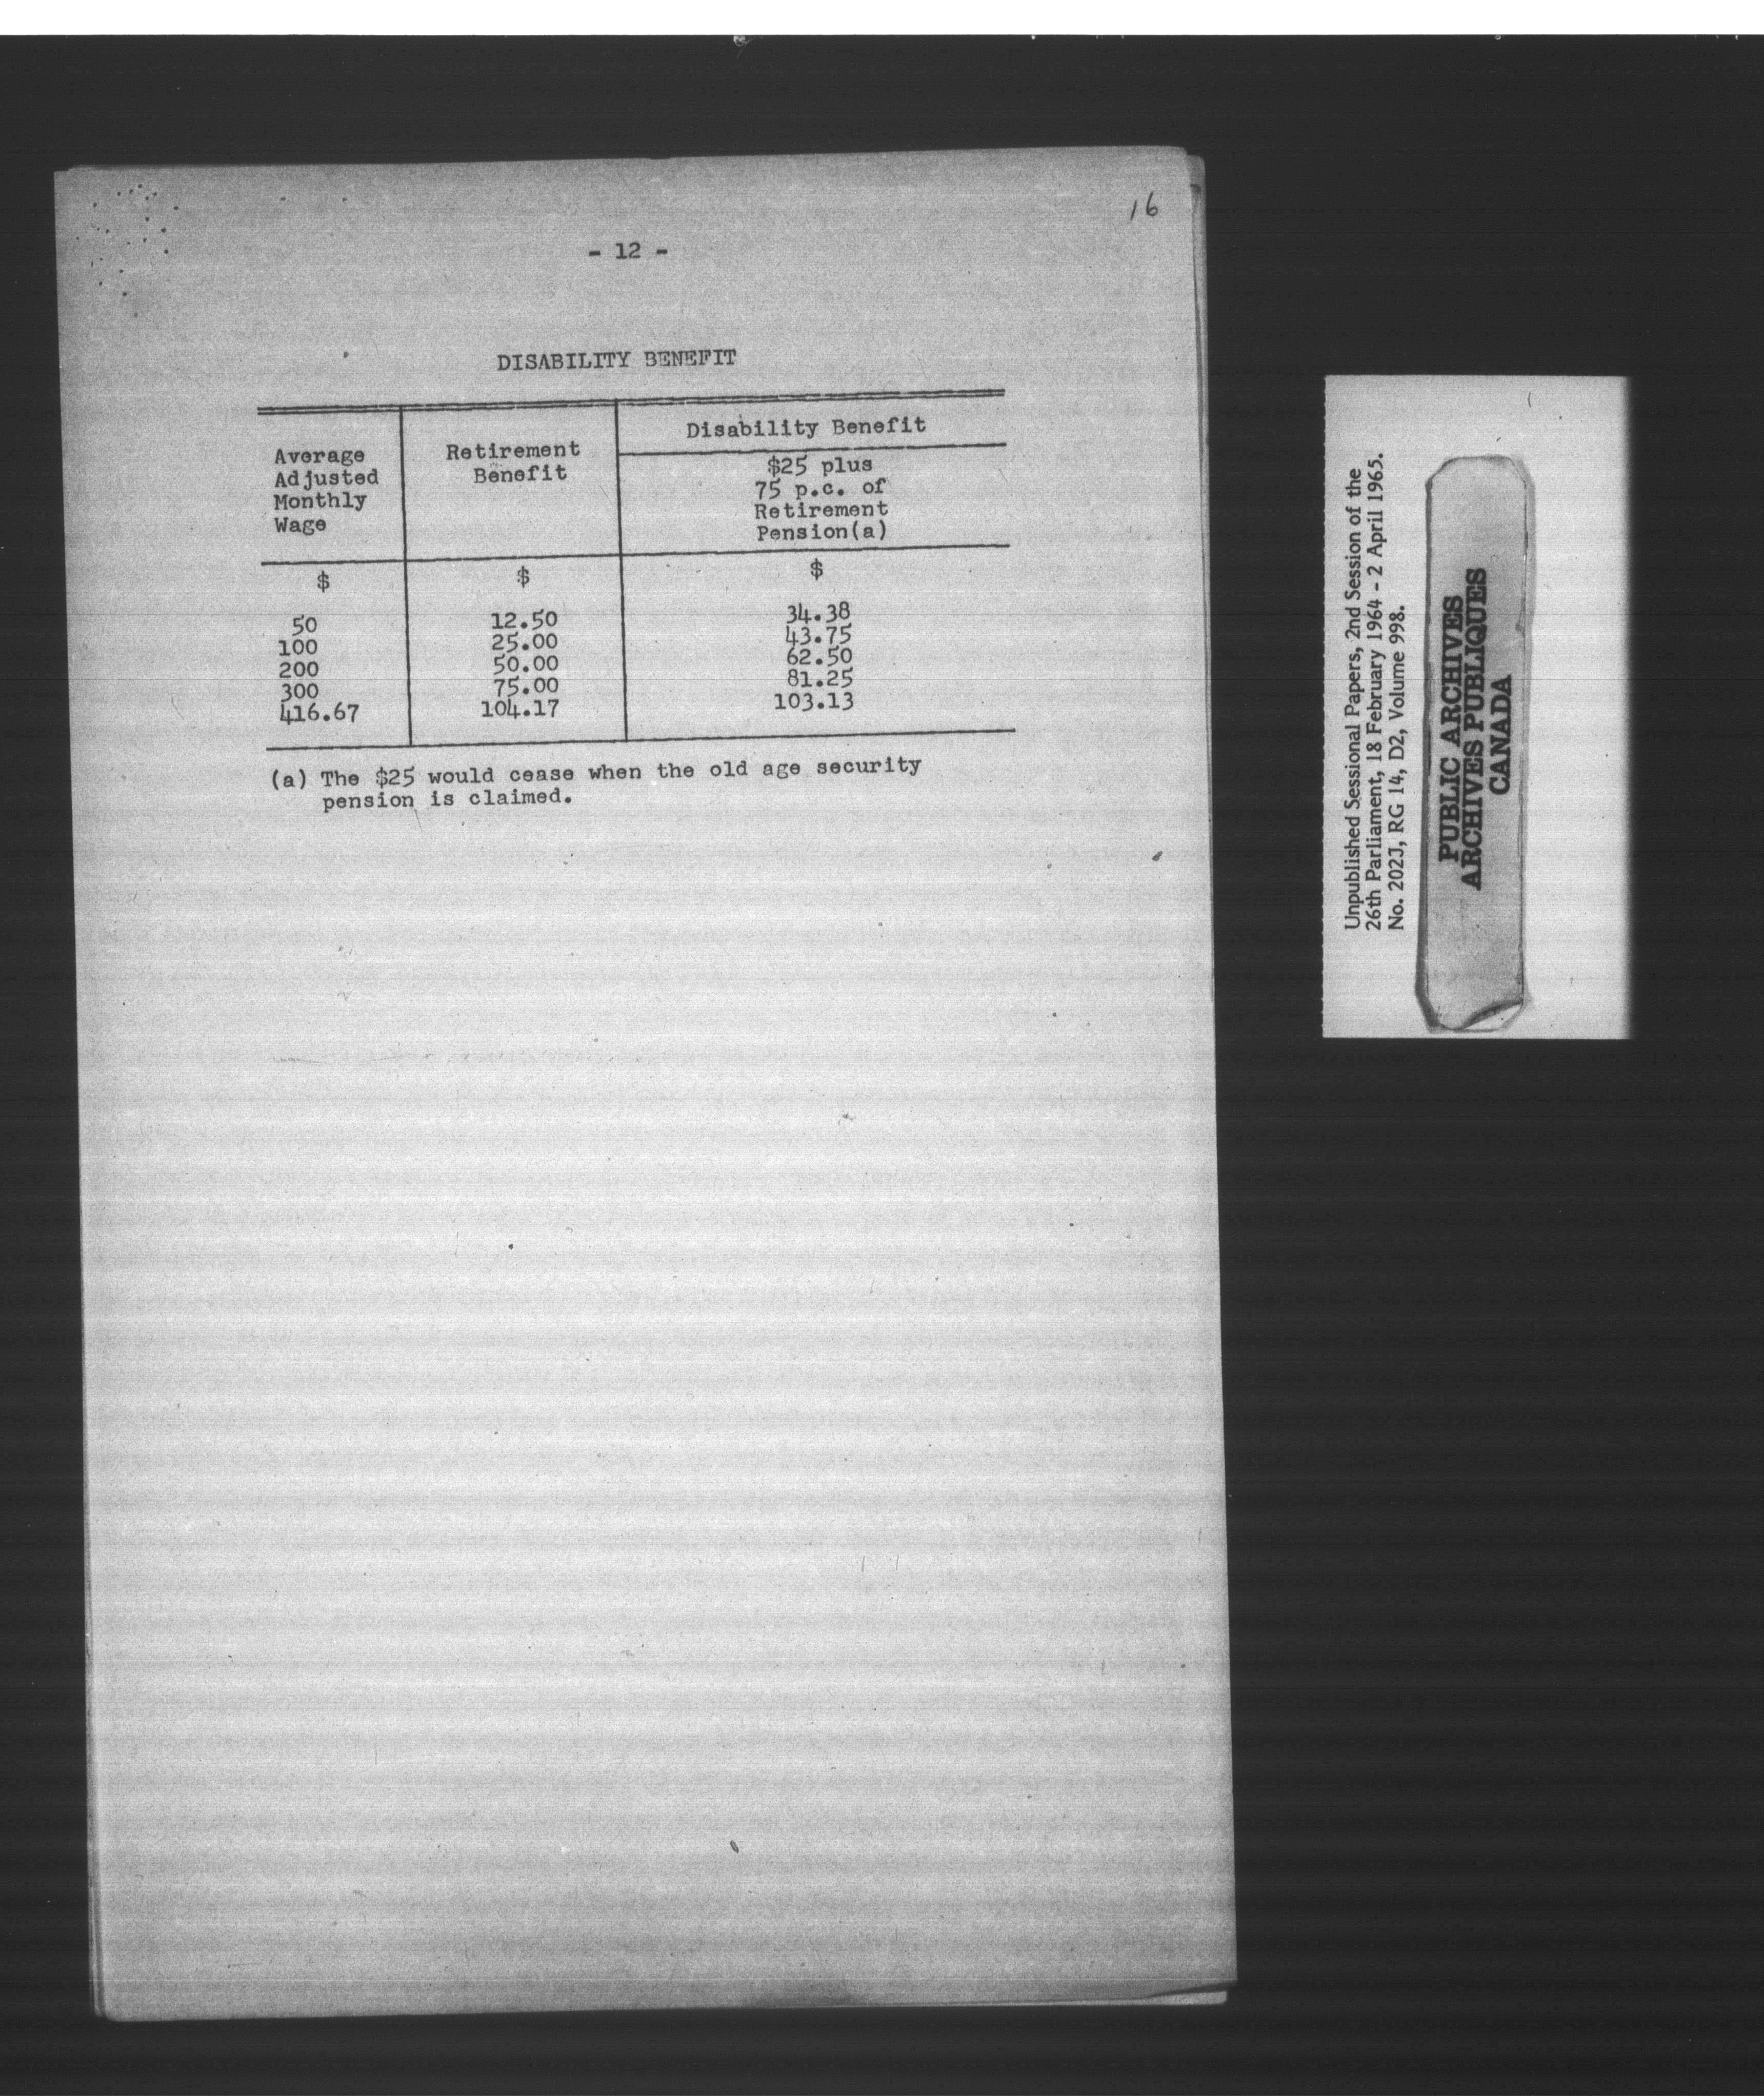 16
- 12 -
DISABILITY BENEFIT
Average Adjusted Monthly Wage | Retirement Benefit | Disability Benefit
$25 plus 75 p.c. of Retirement Pension(a)
$ | $ | $
50 | 12.50 | 34.38
100 | 25.00 | 43.75
200 | 50.00 | 62.50
300 | 75.00 | 81.25
416.67 | 104.17 | 103.13
(a) The $25 would cease when the old age security
pension is claimed.
Unpublished Sessional Papers, 2nd Session of the
26th Parliament, 18 February 1964 - 2 April 1965.
No. 202J, RG 14, D2, Volume 998.
PUBLIC ARCHIVES
ARCHIVES PUBLIQUES
CANADA